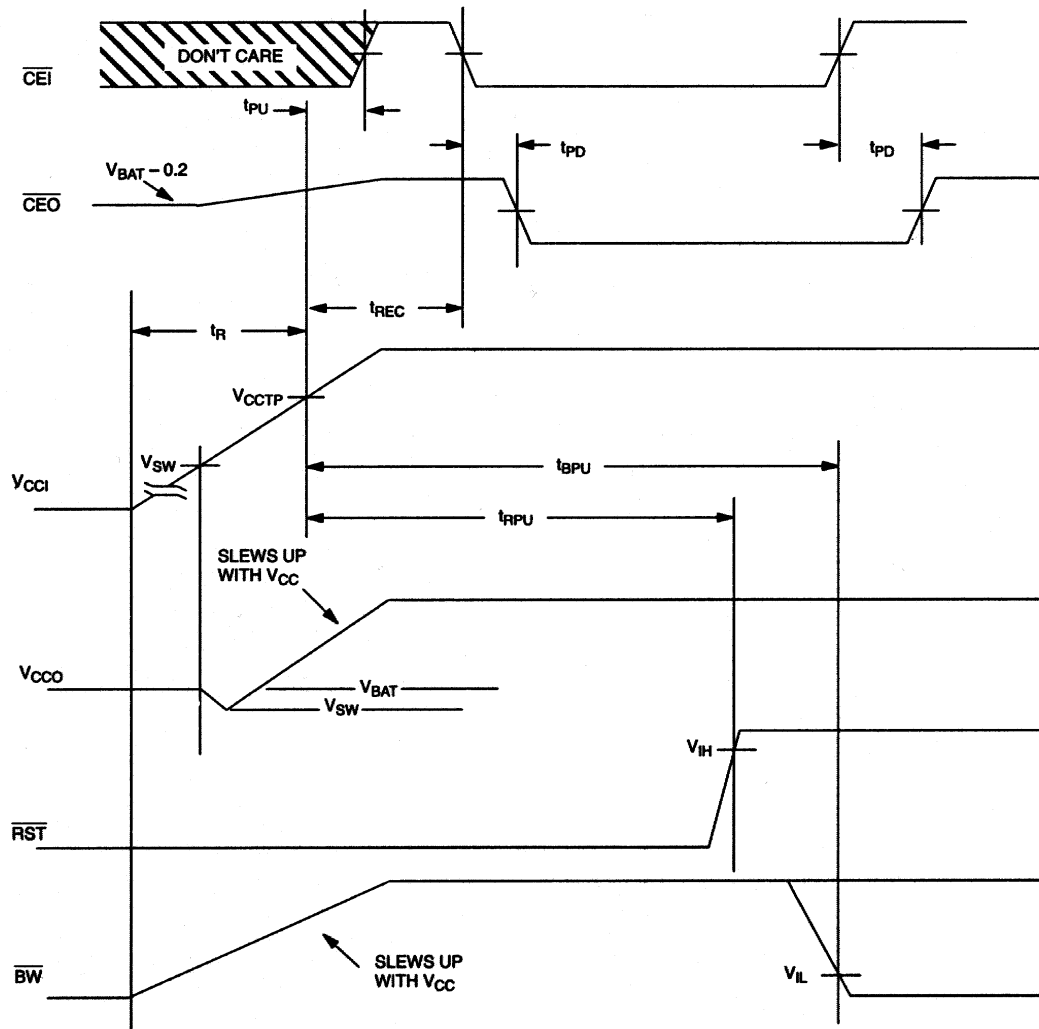 DON'T CARE
CEI
tPU
tPD
tPD
VBAT – 0.2
CEO
tREC
tR
VCCTP
VSW
tBPU
VCCI
tRPU
SLEWS UP
WITH VCC
VCCO
VBAT
VSW
VIH
RST
SLEWS UP
WITH VCC
BW
VIL